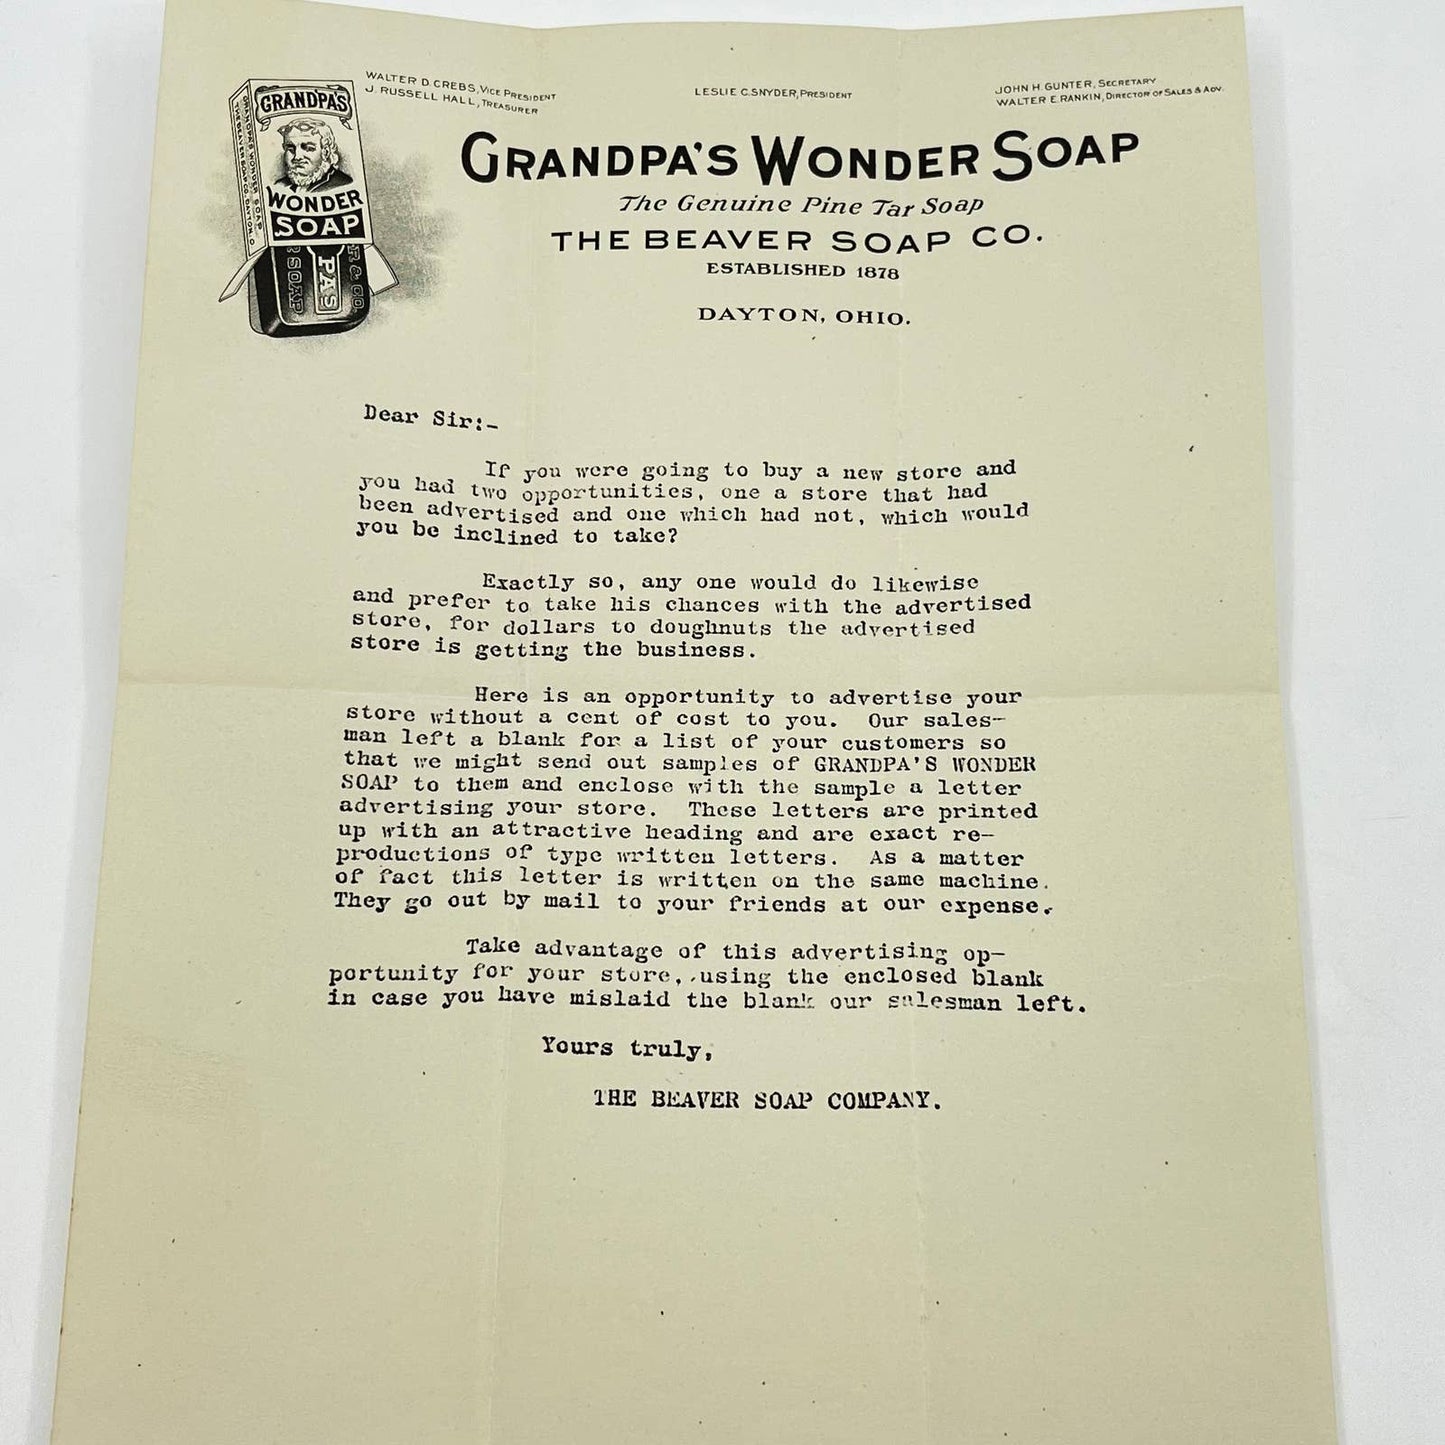 WALTER D. CREBS, VICE PRESIDENT
J. RUSSELL HALL, TREASURER
LESLIE C. SNYDER, PRESIDENT
JOHN H. GUNTER, SECRETARY
WALTER E. RANKIN, DIRECTOR OF SALES & ADV.
GRANDPA'S
WONDER
SOAP
GRANDPA'S WONDER SOAP
THE BEAVER SOAP CO. DAYTON, O.
PAS
R SOAP
R & CO.
GRANDPA'S WONDER SOAP
The Genuine Pine Tar Soap
THE BEAVER SOAP CO.
ESTABLISHED 1878
DAYTON, OHIO.
Dear Sir:-
If you were going to buy a new store and
you had two opportunities, one a store that had
been advertised and one which had not, which would
you be inclined to take?
Exactly so, any one would do likewise
and prefer to take his chances with the advertised
store, for dollars to doughnuts the advertised
store is getting the business.
Here is an opportunity to advertise your
store without a cent of cost to you. Our sales-
man left a blank for a list of your customers so
that we might send out samples of GRANDPA'S WONDER
SOAP to them and enclose with the sample a letter
advertising your store. These letters are printed
up with an attractive heading and are exact re-
productions of type written letters. As a matter
of fact this letter is written on the same machine.
They go out by mail to your friends at our expense.
Take advantage of this advertising op-
portunity for your store, using the enclosed blank
in case you have mislaid the blank our salesman left.
Yours truly,
THE BEAVER SOAP COMPANY.